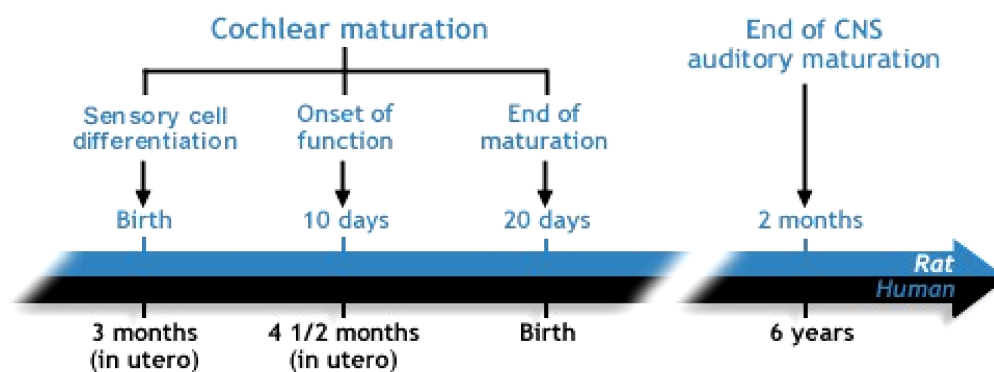 Cochlear maturation
End of CNS
auditory maturation
Sensory cell
differentiation
Onset of
function
End of
maturation
Birth
10 days
20 days
2 months
Rat
Human
3 months
(in utero)
4 1/2 months
(in utero)
Birth
6 years